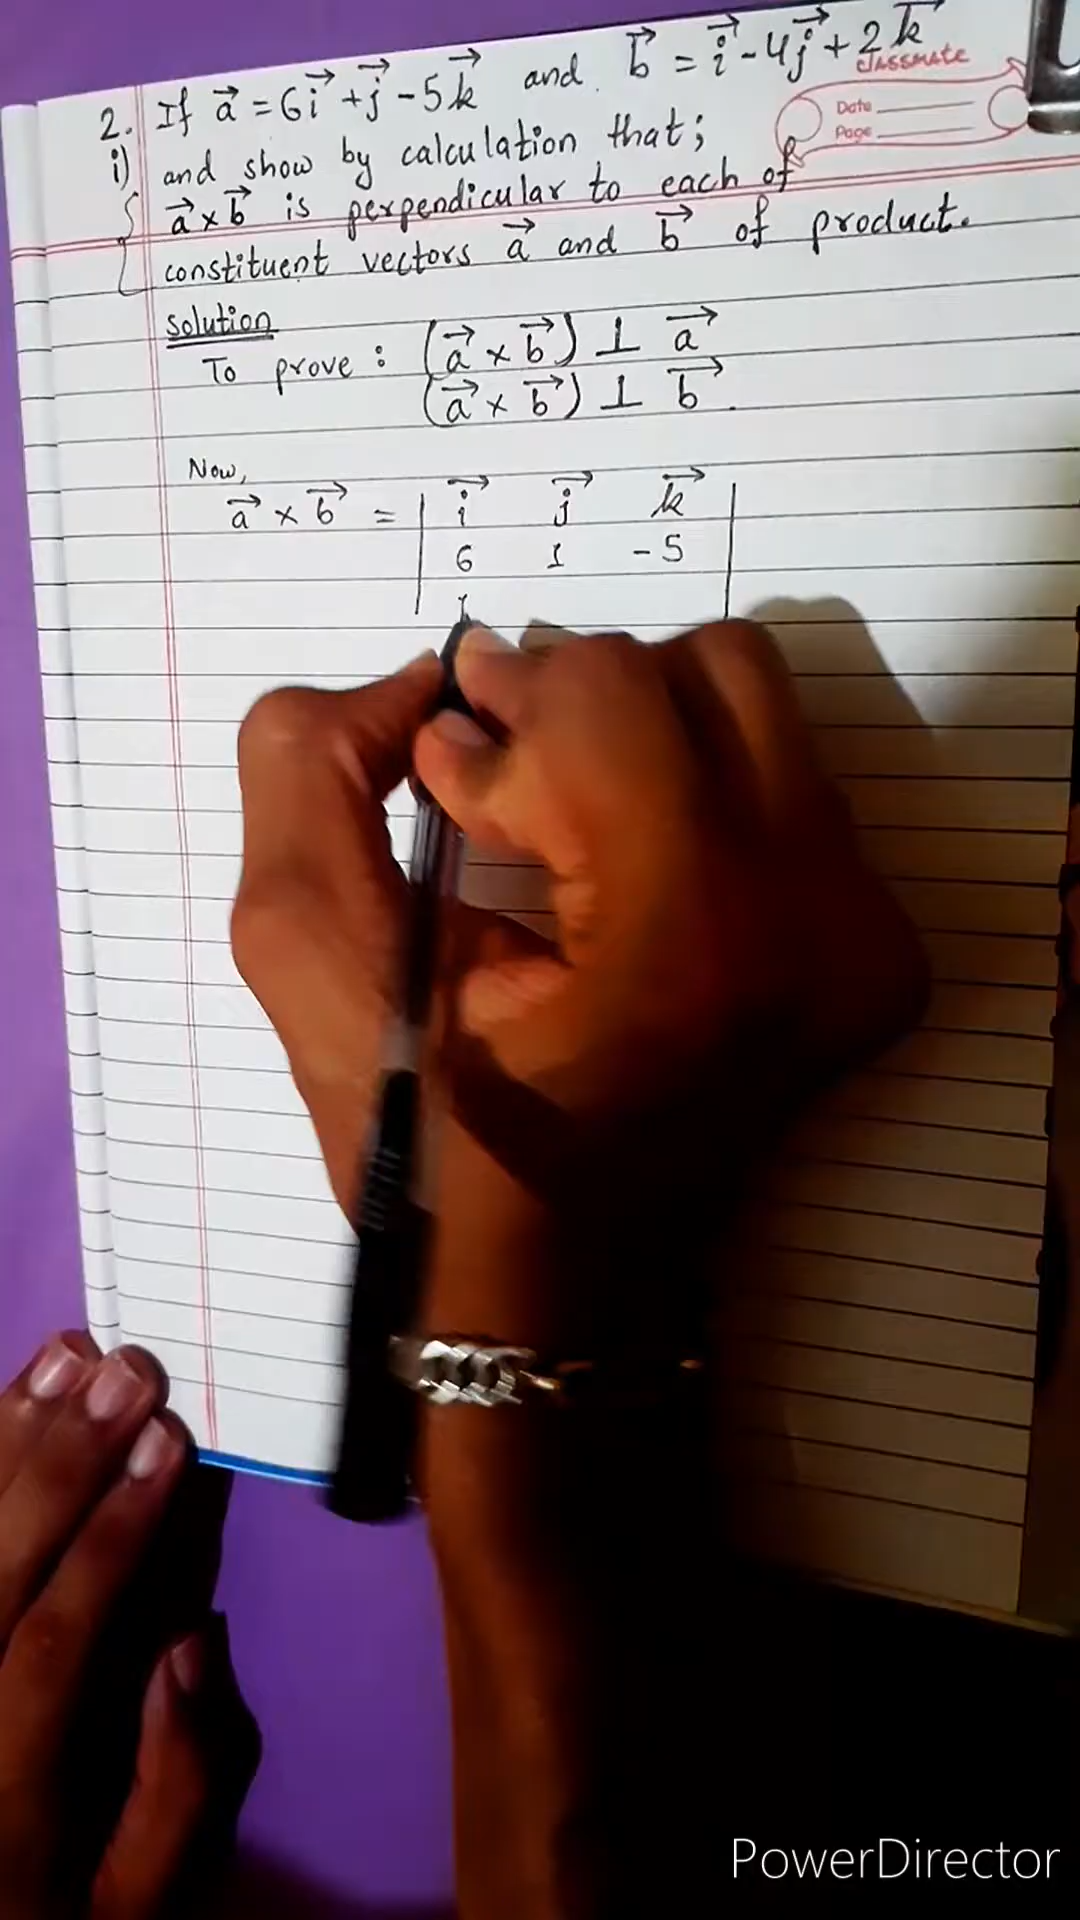 2. If a⃗ = 6i⃗ + j⃗ - 5k⃗ and b⃗ = i⃗ - 4j⃗ + 2k⃗
classmate
Date
Page
i) and show by calculation that;
a⃗ x b⃗ is perpendicular to each of
constituent vectors a⃗ and b⃗ of product.
Solution
To prove : (a⃗ x b⃗) ⊥ a⃗
(a⃗ x b⃗) ⊥ b⃗.
Now,
a⃗ x b⃗ = | i⃗ j⃗ k⃗ |
6 1 -5
1
PowerDirector